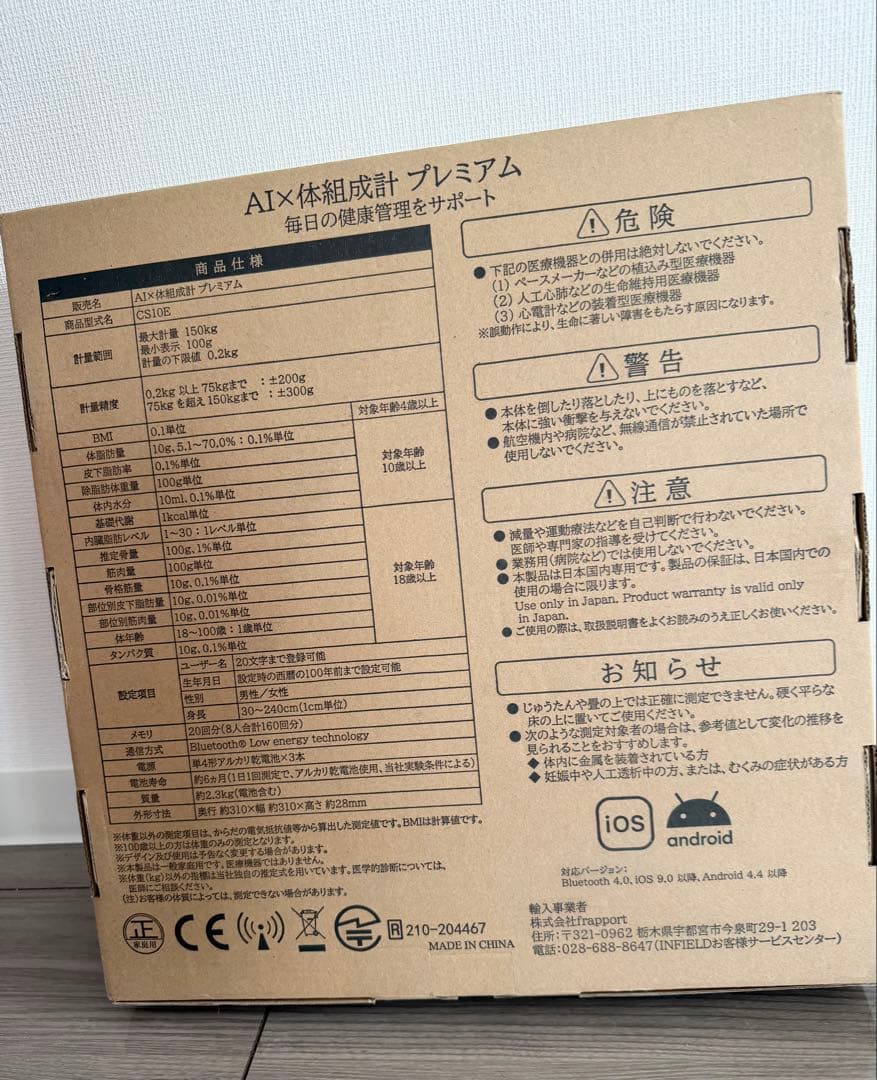 AI×体組成計 プレミアム
毎日の健康管理をサポート
商品仕様
販売名 AI×体組成計 プレミアム
商品型式名 CS10E
計量範囲 最大計量 150kg
最小表示 100g
計量の下限値 0.2kg
計量精度 0.2kg 以上 75kgまで : ±200g
75kg を超え 150kgまで : ±300g
BMI 0.1単位 対象年齢4歳以上
体脂肪量 10g, 5.1~70.0% : 0.1%単位
皮下脂肪率 0.1%単位
除脂肪体重量 100g単位
対象年齢
10歳以上
体内水分 10ml, 0.1%単位
基礎代謝 1kcal単位
内臓脂肪レベル 1~30 : 1レベル単位
推定骨量 100g, 1%単位
筋肉量 100g単位
骨格筋量 10g, 0.1%単位
部位別皮下脂肪量 10g, 0.01%単位
部位別筋肉量 10g, 0.01%単位
体年齢 18~100歳 : 1歳単位
タンパク質 10g, 0.1%単位
対象年齢
18歳以上
設定項目
ユーザー名 20文字まで登録可能
生年月日 設定時の西暦の100年前まで設定可能
性別 男性/女性
身長 30~240cm(1cm単位)
メモリ 20回分(8人合計160回分)
通信方式 Bluetooth® Low energy technology
電源 単4形アルカリ乾電池×3本
電池寿命 約6ヵ月(1日1回測定で、アルカリ乾電池使用、当社実験条件による)
質量 約2.3kg(電池含む)
外形寸法 奥行 約310×幅 約310×高さ 約28mm
※体重以外の測定項目は、からだの電気抵抗値等から算出した測定値です。BMIは計算値です。
※100歳以上の方は体重のみの測定となります。
※デザイン及び使用は予告なく変更する場合があります。
※本製品は一般家庭用です。医療機器ではありません。
※体重(kg)以外の指標は当社独自の推定式を用いています。医学的診断については、
医師にご相談ください。
(注)お客様の体質によっては、測定できない場合があります。
正
家庭用
CE
R 210-204467
MADE IN CHINA
危険
● 下記の医療機器との併用は絶対しないでください。
(1) ペースメーカーなどの植込み型医療機器
(2) 人工心肺などの生命維持用医療機器
(3) 心電計などの装着型医療機器
※誤動作により、生命に著しい障害をもたらす原因になります。
警告
● 本体を倒したり落としたり、上にものを落とすなど、
本体に強い衝撃を与えないでください。
● 航空機内や病院など、無線通信が禁止されていた場所で
使用しないでください。
注意
● 減量や運動療法などを自己判断で行わないでください。
医師や専門家の指導を受けてください。
● 業務用(病院など)では使用しないでください。
● 本製品は日本国内専用です。製品の保証は、日本国内での
使用の場合に限ります。
Use only in Japan. Product warranty is valid only
in Japan.
● ご使用の際は、取扱説明書をよくお読みのうえ正しくお使いください。
お知らせ
● じゅうたんや畳の上では正確に測定できません。硬く平らな
床の上に置いてご使用ください。
● 次のような測定対象者の場合は、参考値として変化の推移を
見られることをおすすめします。
◆ 体内に金属を装着されている方
◆ 妊娠中や人工透析中の方、または、むくみの症状がある方
iOS
android
対応バージョン:
Bluetooth 4.0, iOS 9.0 以降, Android 4.4 以降
輸入事業者
株式会社frapport
住所:〒321-0962 栃木県宇都宮市今泉町29-1 203
電話:028-688-8647(INFIELDお客様サービスセンター)